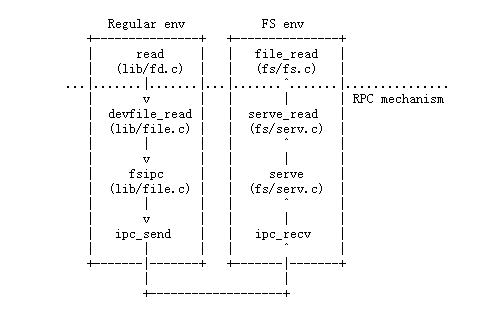 Regular env FS env
read file_read
(lib/fd.c) (fs/fs.c)
RPC mechanism
devfile_read serve_read
(lib/file.c) (fs/serv.c)
fsipc serve
(lib/file.c) (fs/serv.c)
ipc_send ipc_recv